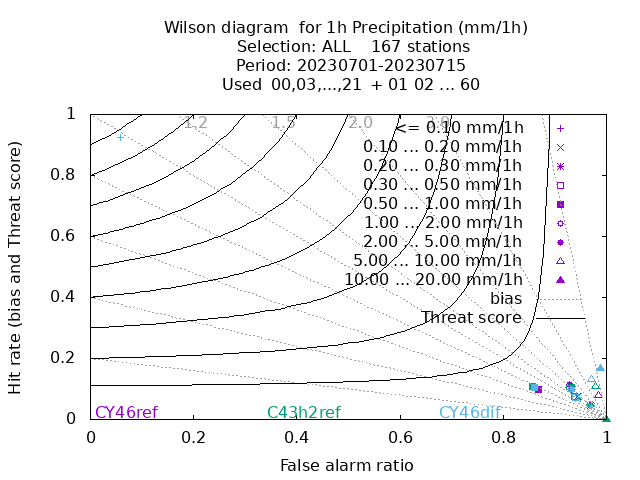 Wilson diagram  for 1h Precipitation (mm/1h)
Selection: ALL    167 stations
Period: 20230701-20230715
Used  00,03,...,21  + 01 02 ... 60
Hit rate (bias and Threat score)
1
0.8
0.6
0.4
0.2
0
1.2 1.5 2.0 3.0
<= 0.10 mm/1h
0.10 ... 0.20 mm/1h
0.20 ... 0.30 mm/1h
0.30 ... 0.50 mm/1h
0.50 ... 1.00 mm/1h
1.00 ... 2.00 mm/1h
2.00 ... 5.00 mm/1h
5.00 ... 10.00 mm/1h
10.00 ... 20.00 mm/1h
bias
Threat score
CY46ref C43h2ref CY46dif
0 0.2 0.4 0.6 0.8 1
False alarm ratio